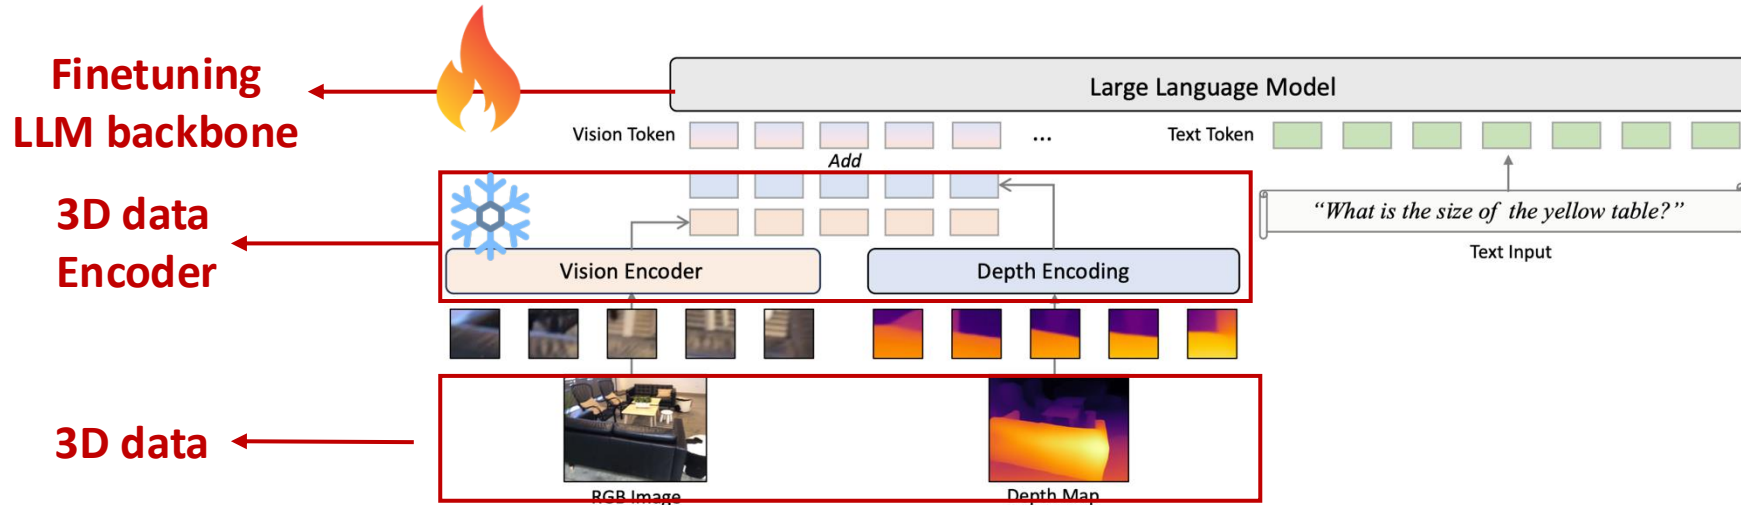 Finetuning
LLM backbone
Large Language Model
Vision Token
...
Text Token
Add
3D data
Encoder
"What is the size of the yellow table?"
Text Input
Vision Encoder
Depth Encoding
3D data
RGB Image
Depth Map